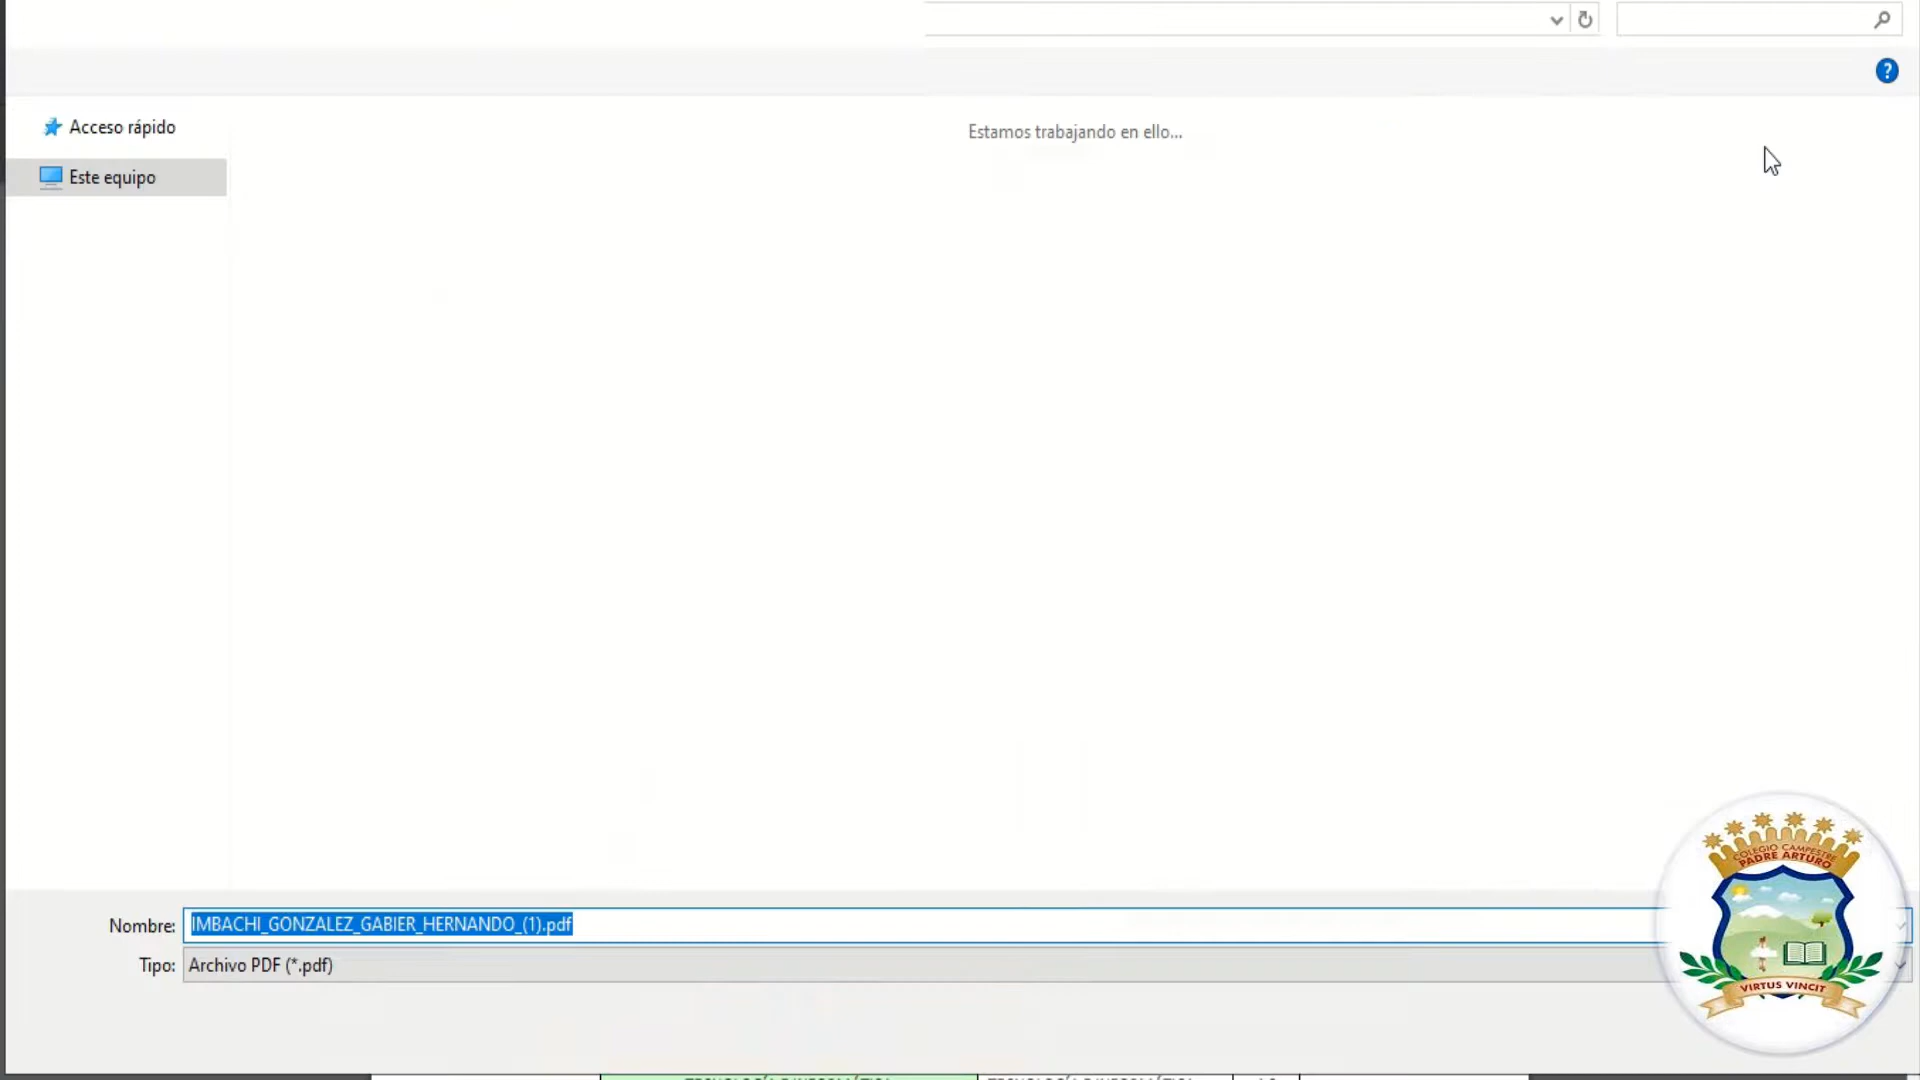 Acceso rápido
Estamos trabajando en ello...
Este equipo
Nombre: IMBACHI_GONZALEZ_GABIER_HERNANDO_(1).pdf
Tipo: Archivo PDF (*.pdf)
COLEGIO CAMPESTRE
PADRE ARTURO
VIRTUS VINCIT